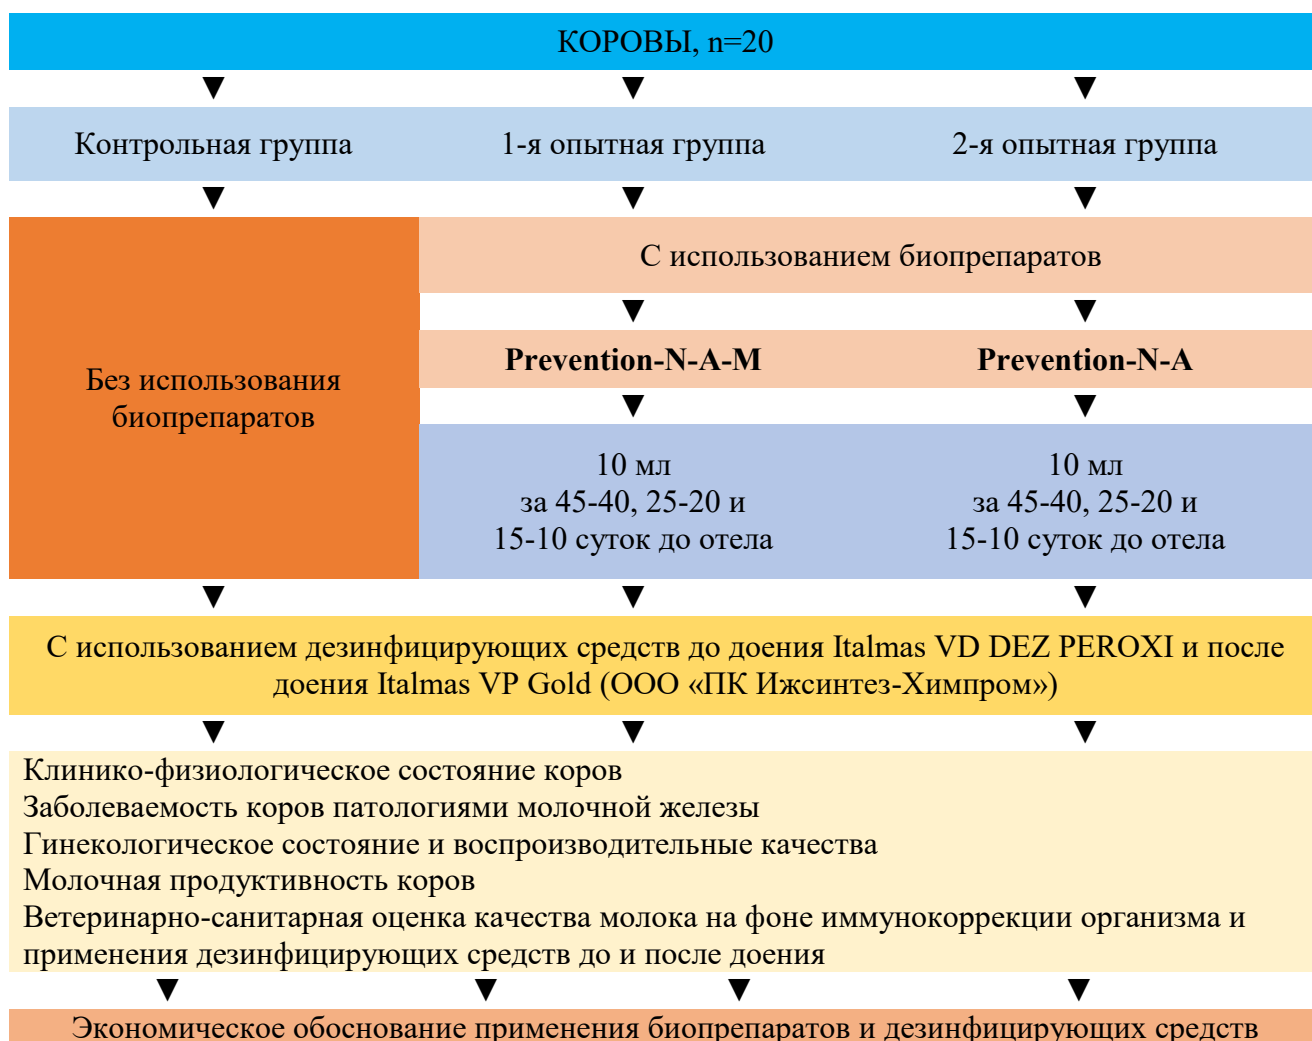 КОРОВЫ, n=20
▼ ▼ ▼
Контрольная группа 1-я опытная группа 2-я опытная группа
▼ ▼ ▼
С использованием биопрепаратов
▼ ▼
Prevention-N-A-M Prevention-N-A
Без использования
биопрепаратов
▼ ▼
10 мл
за 45-40, 25-20 и
15-10 суток до отела
10 мл
за 45-40, 25-20 и
15-10 суток до отела
▼ ▼ ▼
С использованием дезинфицирующих средств до доения Italmas VD DEZ PEROXI и после
доения Italmas VP Gold (ООО «ПК Ижсинтез-Химпром»)
▼ ▼ ▼
Клинико-физиологическое состояние коров
Заболеваемость коров патологиями молочной железы
Гинекологическое состояние и воспроизводительные качества
Молочная продуктивность коров
Ветеринарно-санитарная оценка качества молока на фоне иммунокоррекции организма и
применения дезинфицирующих средств до и после доения
▼ ▼ ▼ ▼
Экономическое обоснование применения биопрепаратов и дезинфицирующих средств